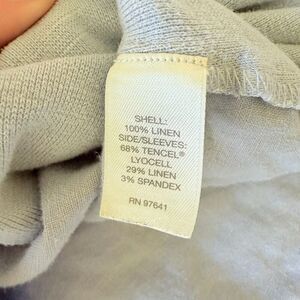 SHELL:
100% LINEN
SIDE/SLEEVES:
68% TENCEL®
LYOCELL
29% LINEN
3% SPANDEX
RN 97641